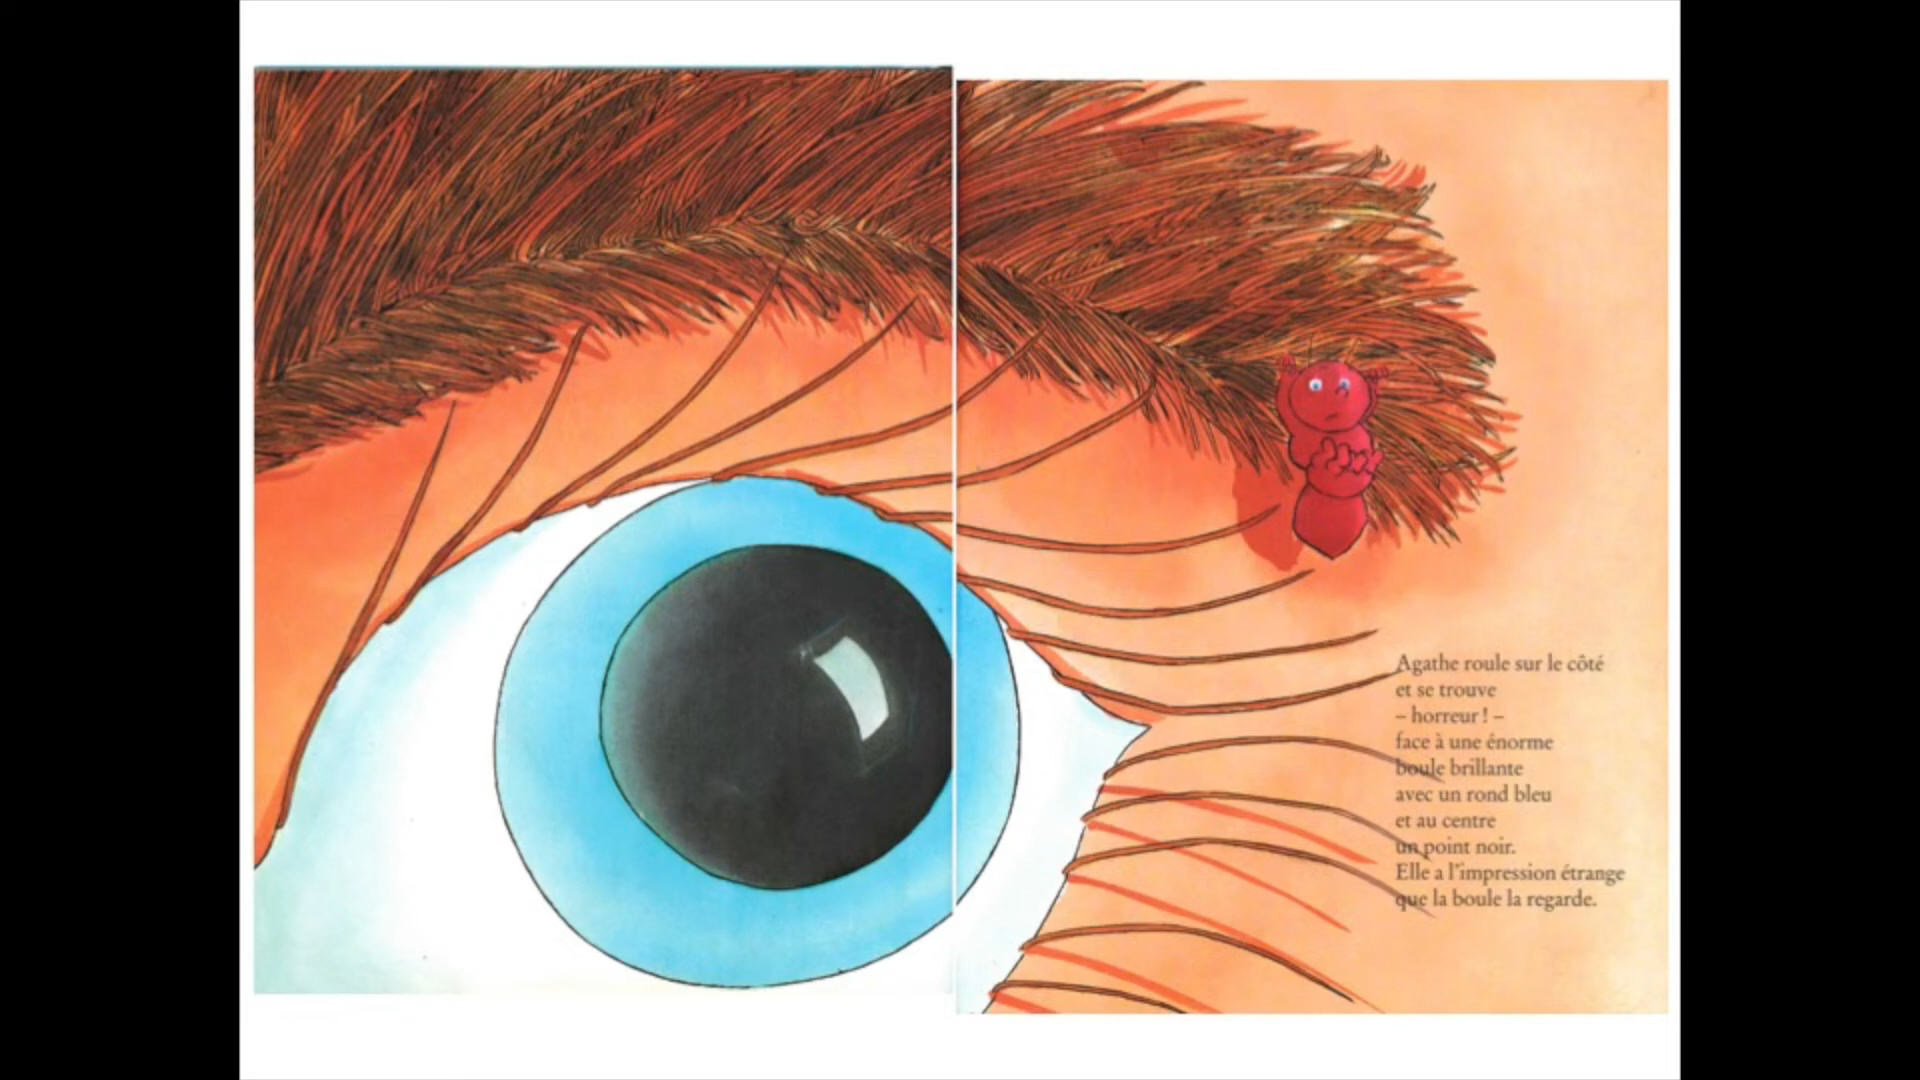 Agathe roule sur le côté
et se trouve
– horreur ! –
face à une énorme
boule brillante
avec un rond bleu
et au centre
un point noir.
Elle a l'impression étrange
que la boule la regarde.